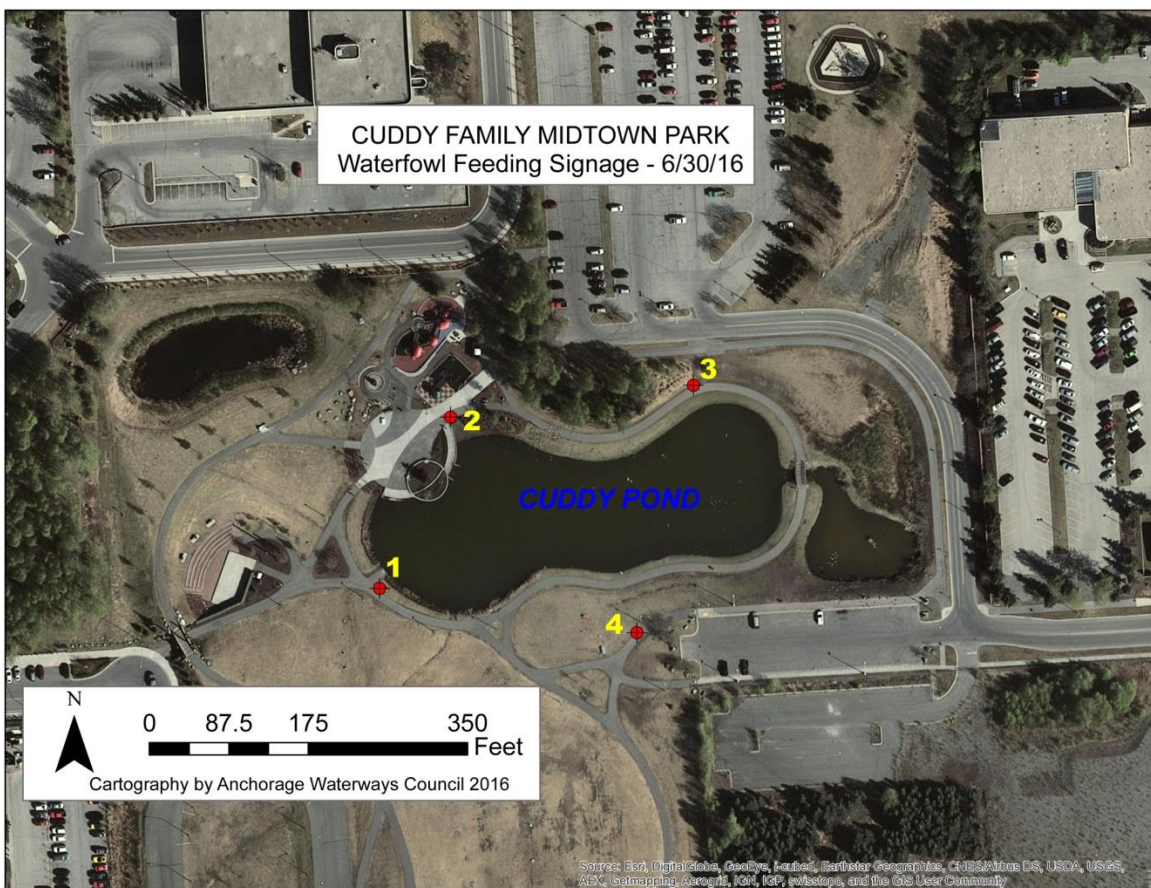 CUDDY FAMILY MIDTOWN PARK
Waterfowl Feeding Signage - 6/30/16
3
2
CUDDY POND
1
4
N
0 87.5 175 350
Feet
Cartography by Anchorage Waterways Council 2016
Source: Esri, DigitalGlobe, GeoEye, i-cubed, Earthstar Geographics, CNES/Airbus DS, USDA, USGS,
AEX, Getmapping, Aerogrid, IGN, IGP, swisstopo, and the GIS User Community